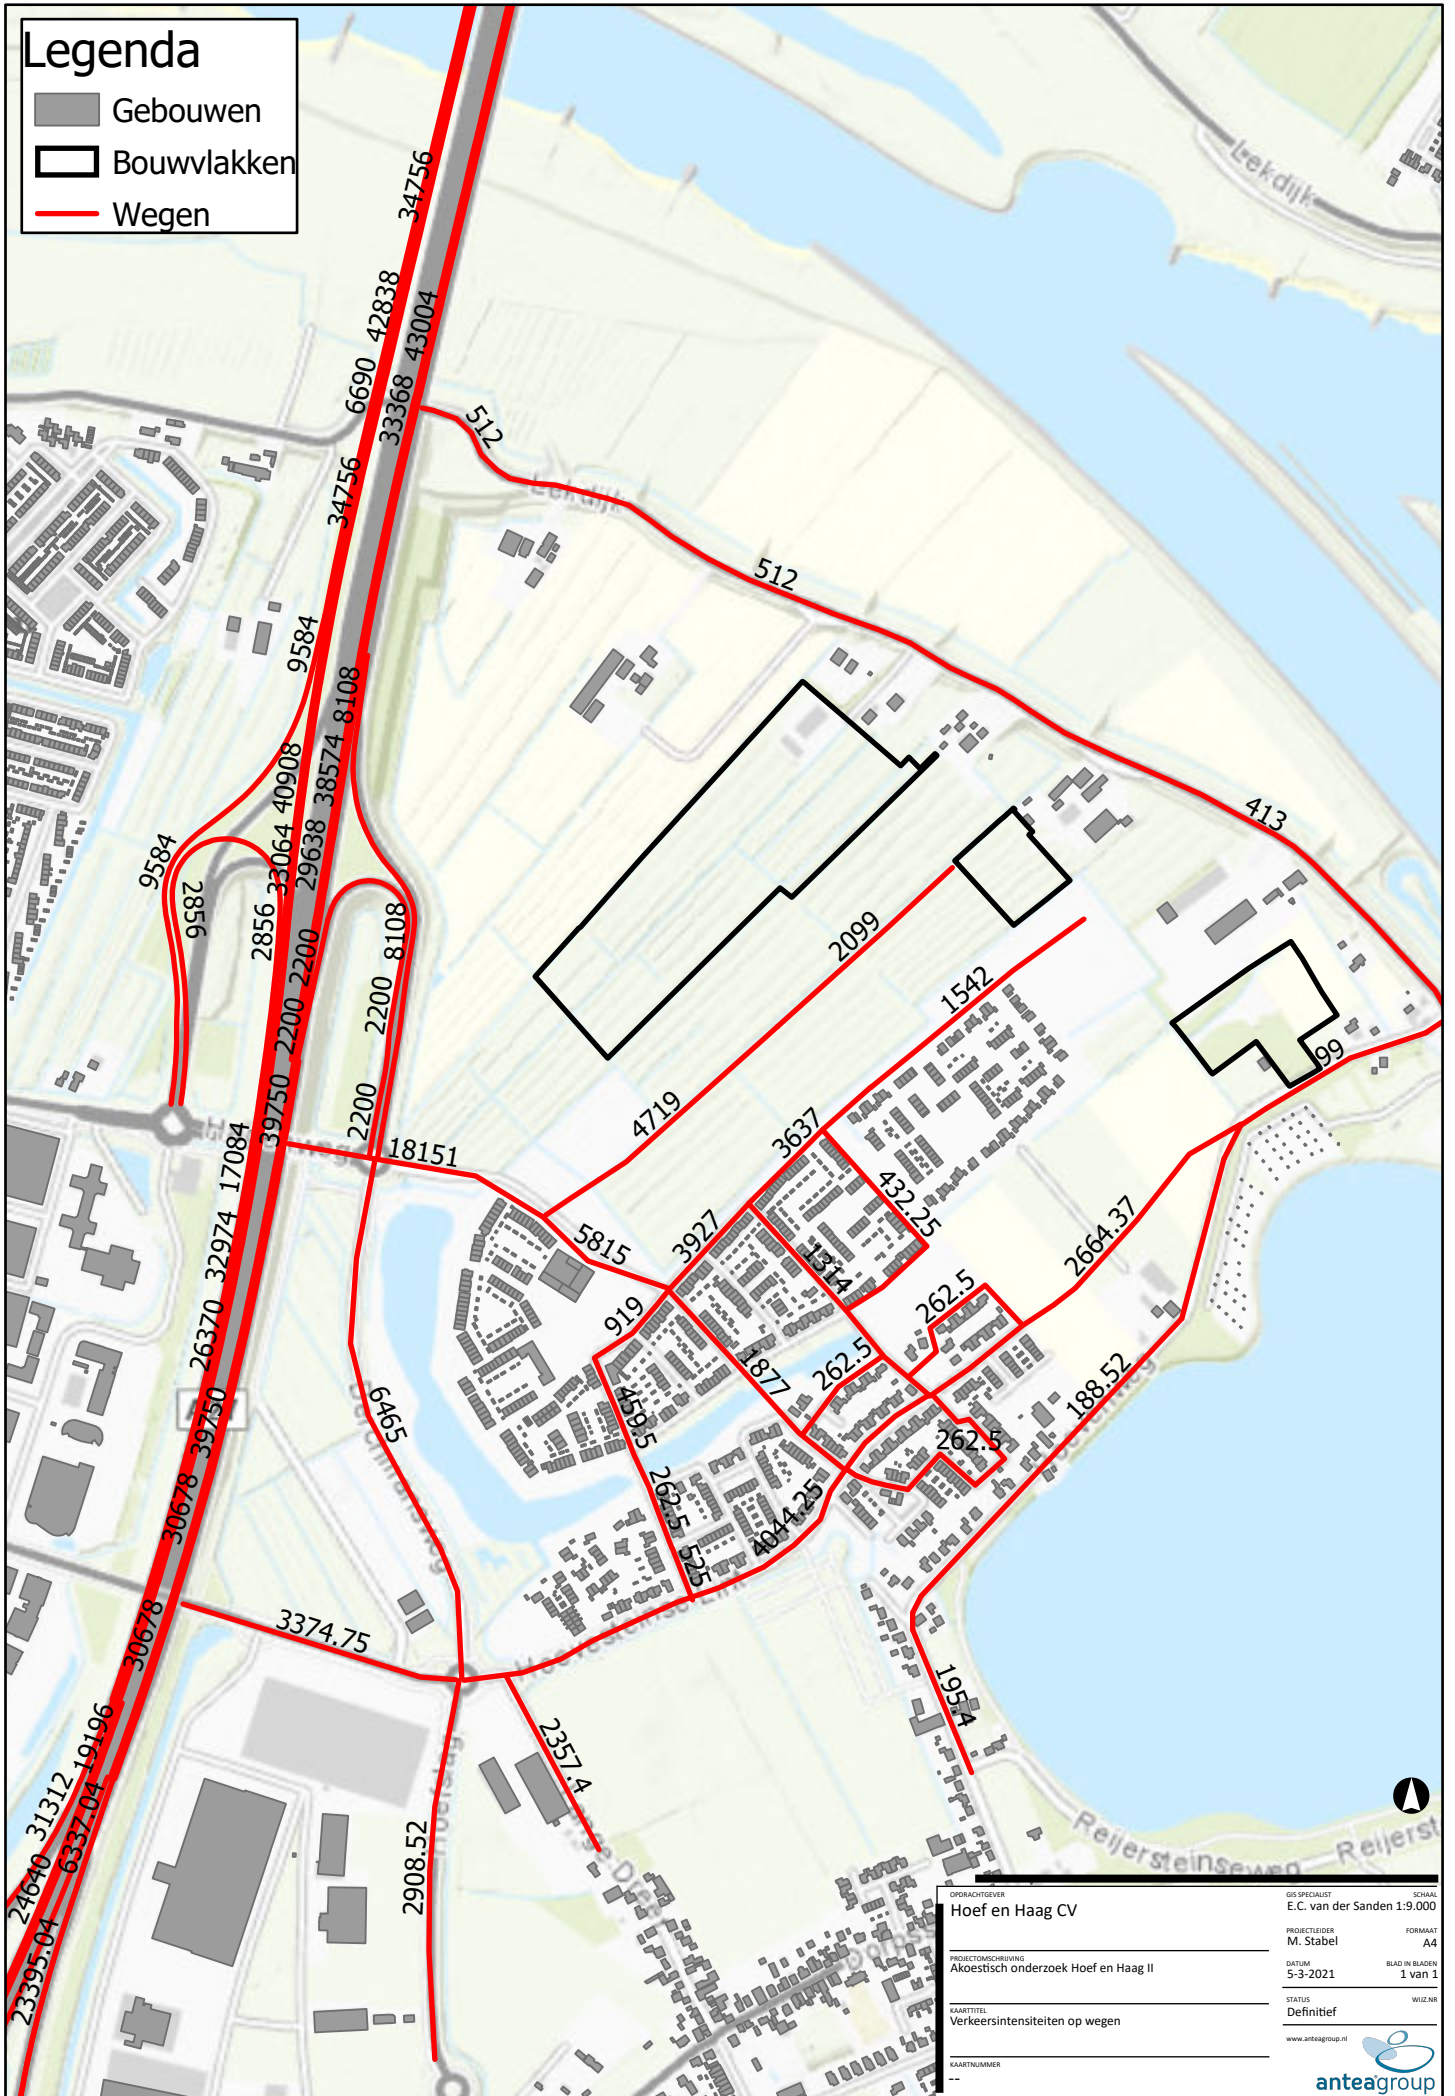 Legenda
Gebouwen
Bouwvlakken
Wegen
Lekdijk
34756
42838
43004
6690
33368
512
Lekdijk
34756
512
9584
8108
38574
40908
413
33064
29638
9584
2856
2856
8108
2200
2099
1542
2200
2200
99
39750
2200
4719
17084
18151
3637
432.25
2664.37
32974
3927
5815
1314
262.5
26370
919
262.5
1877
188.52
6465
39750
459.5
262.5
30678
262.5
4044.25
525
30678
3374.75
195.4
19196
2357.4
31312
6337.04
24640
2908.52
23395.04
Reijersteinseweg
Reijerst
OPDRACHTGEVER
Hoef en Haag CV
GIS SPECIALIST
SCHAAL
E.C. van der Sanden 1:9.000
PROJECTLEIDER
FORMAAT
M. Stabel
A4
PROJECTOMSCHRIJVING
Akoestisch onderzoek Hoef en Haag II
DATUM
BLAD IN BLADEN
5-3-2021
1 van 1
STATUS
WIJZ.NR
Definitief
KAARTTITEL
Verkeersintensiteiten op wegen
www.anteagroup.nl
KAARTNUMMER
--
anteagroup